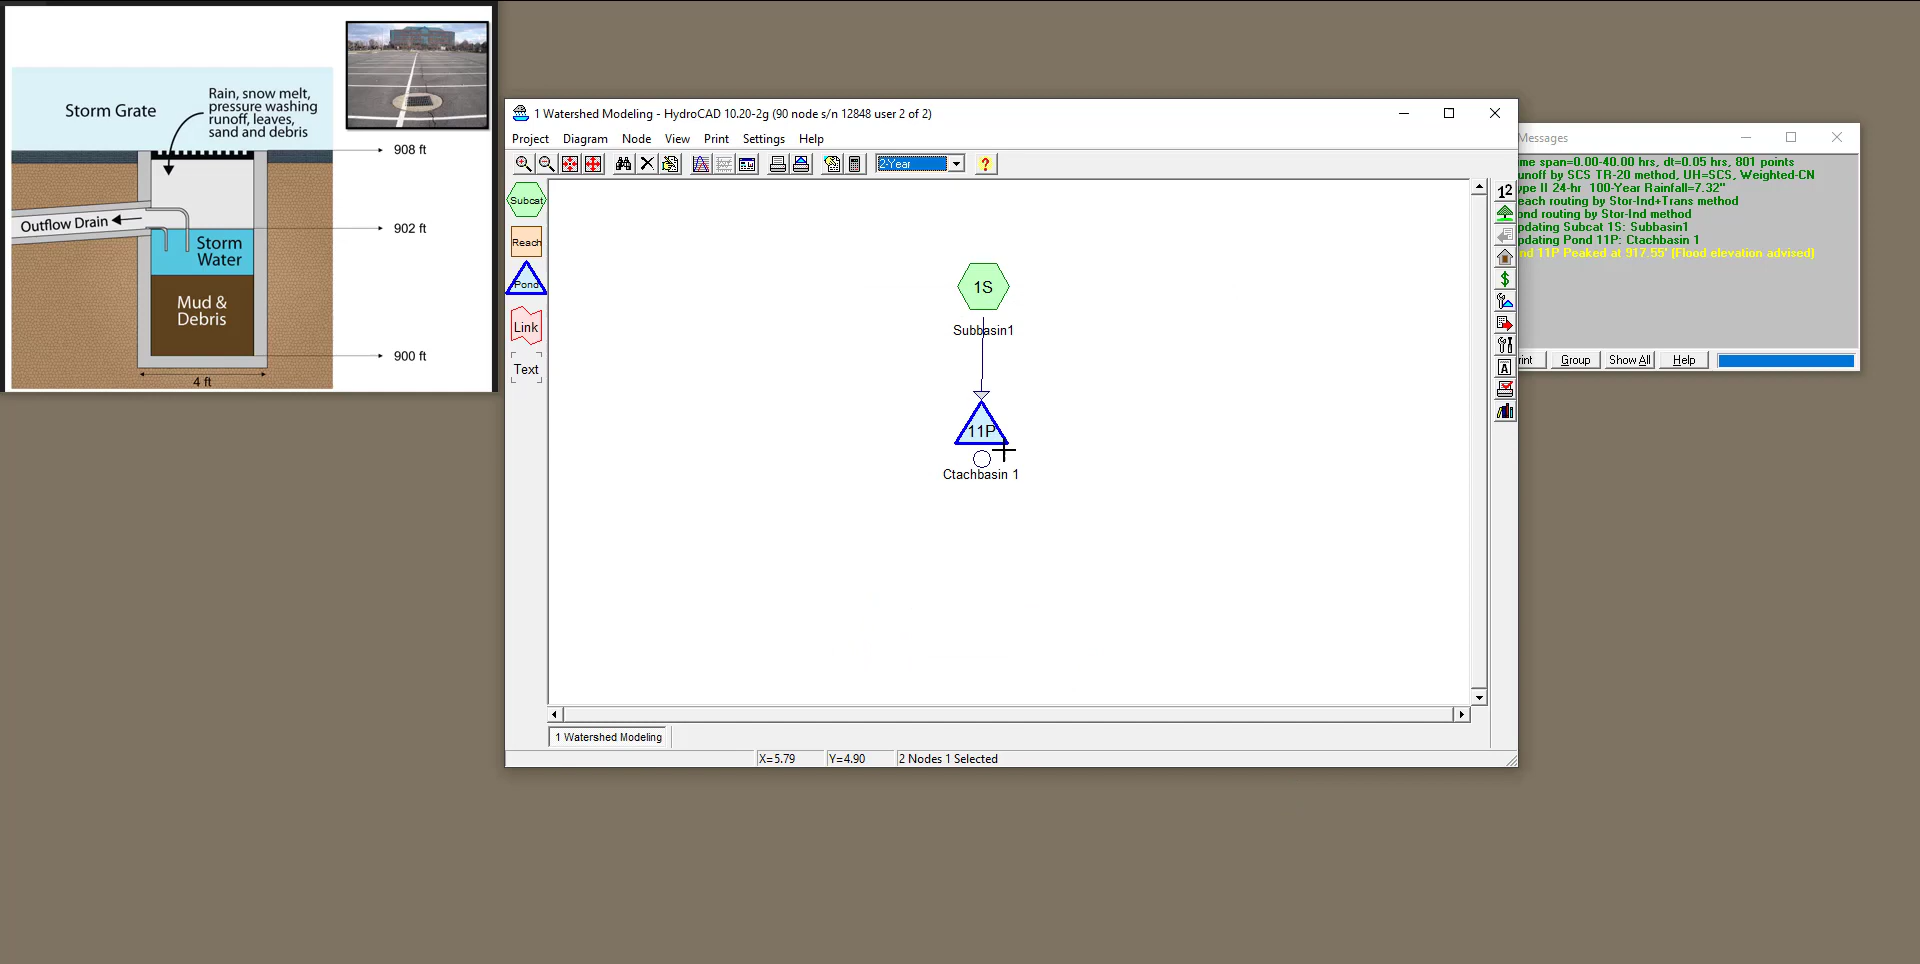 Storm Grate
Rain, snow melt,
pressure washing
runoff, leaves,
sand and debris
908 ft
Outflow Drain
902 ft
Storm
Water
Mud &
Debris
900 ft
4 ft
1 Watershed Modeling - HydroCAD 10.20-2g (90 node s/n 12848 user 2 of 2)
Project Diagram Node View Print Settings Help
2-Year
?
Subcat
Reach
Pond
Link
Text
1S
Subbasin1
11P
Ctachbasin 1
12
$
A
1 Watershed Modeling
X=5.79 Y=4.90 2 Nodes 1 Selected
Messages
me span=0.00-40.00 hrs, dt=0.05 hrs, 801 points
unoff by SCS TR-20 method, UH=SCS, Weighted-CN
ype II 24-hr 100-Year Rainfall=7.32"
each routing by Stor-Ind+Trans method
ond routing by Stor-Ind method
pdating Subcat 1S: Subbasin1
pdating Pond 11P: Ctachbasin 1
nd 11P Peaked at 917.55' (Flood elevation advised)
rint Group Show All Help